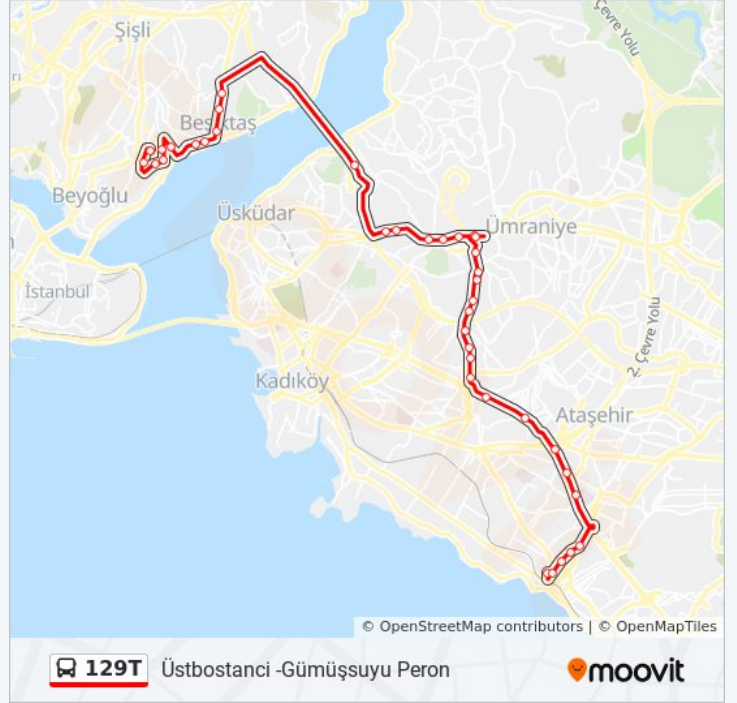 Şişli
Çevre Yolu
Beşiktaş
Beyoğlu
Üsküdar
Ümraniye
İstanbul
2. Çevre Yolu
Kadıköy
Ataşehir
© OpenStreetMap contributors | © OpenMapTiles
129T Üstbostanci -Gümüşsuyu Peron
moovit